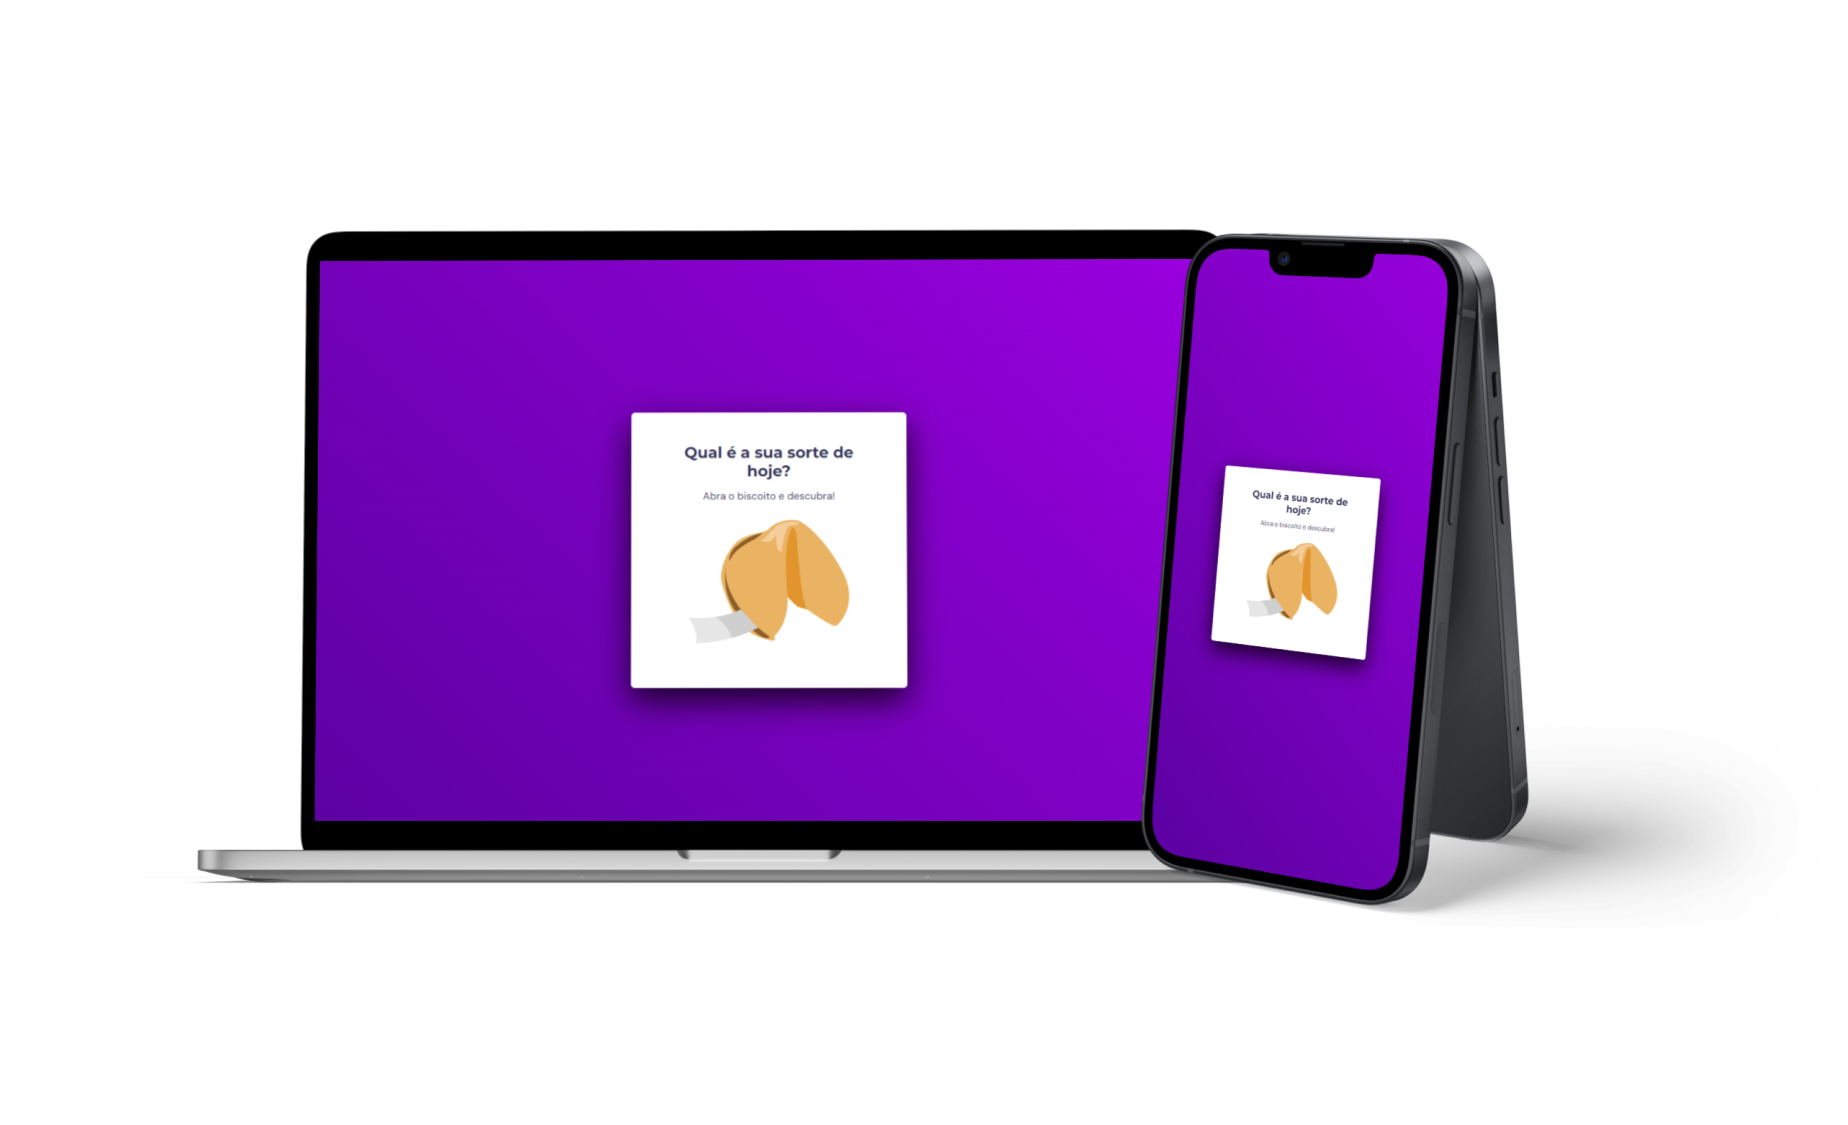 Qual é a sua sorte de
hoje?
Abra o biscoito e descubra!
Qual é a sua sorte de
hoje?
Abra o biscoito e descubra!